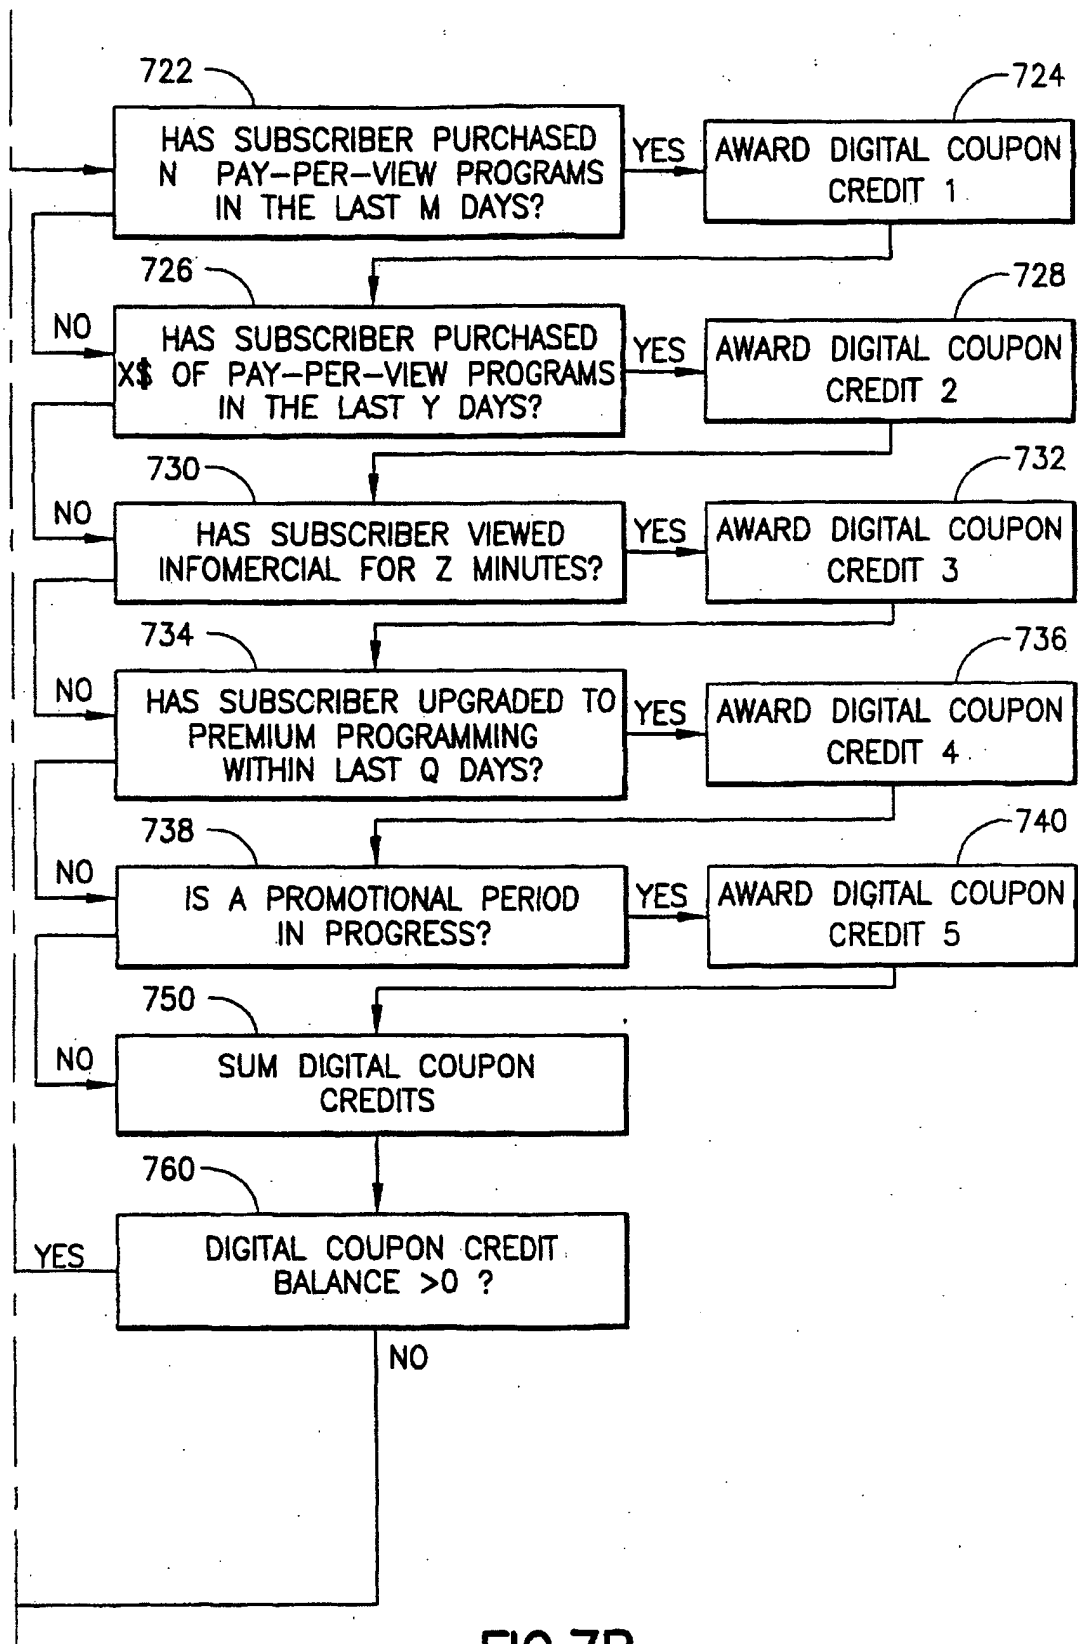 722
724
HAS SUBSCRIBER PURCHASED
N PAY-PER-VIEW PROGRAMS
IN THE LAST M DAYS?
YES
AWARD DIGITAL COUPON
CREDIT 1
726
728
NO
HAS SUBSCRIBER PURCHASED
X$ OF PAY-PER-VIEW PROGRAMS
IN THE LAST Y DAYS?
YES
AWARD DIGITAL COUPON
CREDIT 2
730
732
NO
HAS SUBSCRIBER VIEWED
INFOMERCIAL FOR Z MINUTES?
YES
AWARD DIGITAL COUPON
CREDIT 3
734
736
NO
HAS SUBSCRIBER UPGRADED TO
PREMIUM PROGRAMMING
WITHIN LAST Q DAYS?
YES
AWARD DIGITAL COUPON
CREDIT 4
738
740
NO
IS A PROMOTIONAL PERIOD
IN PROGRESS?
YES
AWARD DIGITAL COUPON
CREDIT 5
750
NO
SUM DIGITAL COUPON
CREDITS
760
YES
DIGITAL COUPON CREDIT
BALANCE >0 ?
NO